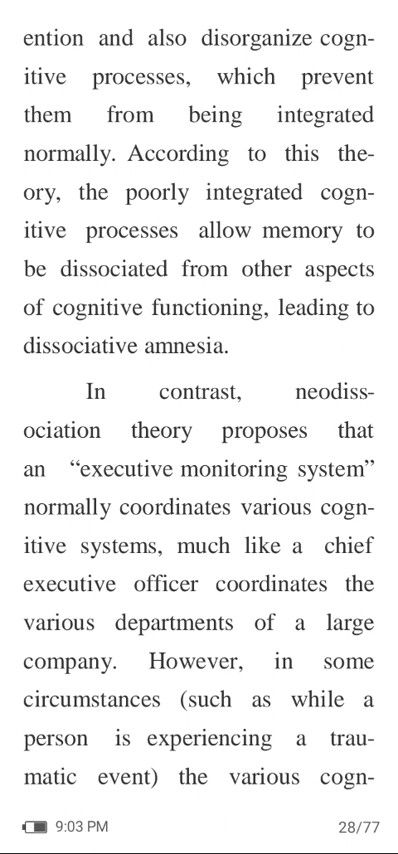 ention and also disorganize cogn-
itive processes, which prevent
them from being integrated
normally. According to this the-
ory, the poorly integrated cogn-
itive processes allow memory to
be dissociated from other aspects
of cognitive functioning, leading to
dissociative amnesia.
In contrast, neodiss-
ociation theory proposes that
an “executive monitoring system”
normally coordinates various cogn-
itive systems, much like a chief
executive officer coordinates the
various departments of a large
company. However, in some
circumstances (such as while a
person is experiencing a trau-
matic event) the various cogn-
9:03 PM 28/77